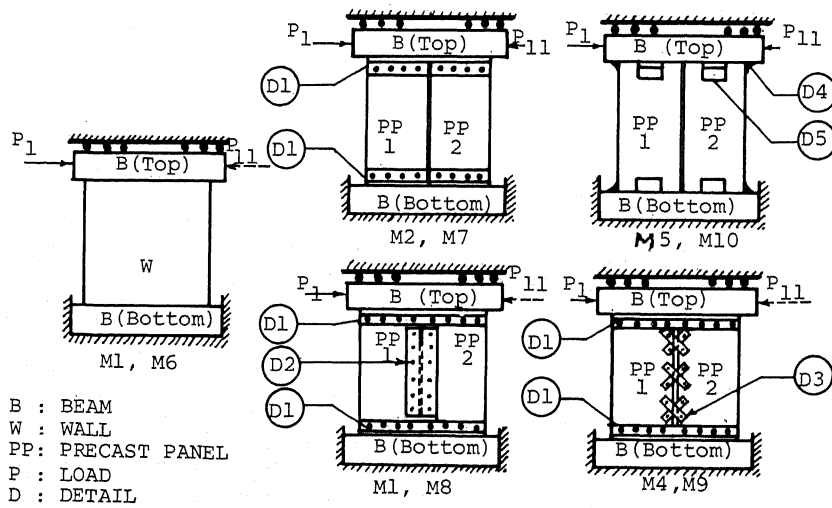 P1
B(Top)
P11
W
B(Bottom)
M1, M6
P1
B(Top)
P11
D1
PP
1
PP
2
D1
B(Bottom)
M2, M7
P1
B (Top)
P11
D4
D5
PP
1
PP
2
B(Bottom)
M5, M10
P1
B (Top)
P11
D1
D2
PP
1
PP
2
D1
B(Bottom)
M1, M8
P1
B (Top)
P11
D1
PP
1
PP
2
D3
D1
B(Bottom)
M4,M9
B : BEAM
W : WALL
PP: PRECAST PANEL
P : LOAD
D : DETAIL